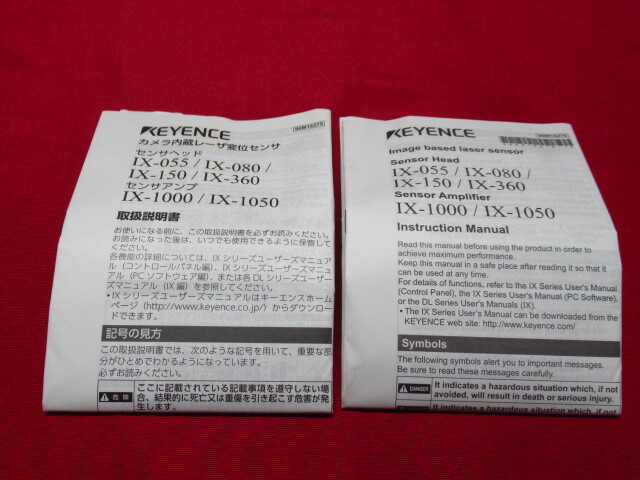 KEYENCE
96M16275
カメラ内蔵レーザ変位センサ
センサヘッド
IX-055 / IX-080 /
IX-150 / IX-360
センサアンプ
IX-1000 / IX-1050
取扱説明書
お使いになる前に、この取扱説明書を必ずお読みください。
お読みになった後は、いつでも使用できるように保管して
ください。
各機能の詳細については、IX シリーズユーザーズマニュア
ル（コントロールパネル編）、IX シリーズユーザーズマニュア
ル（PCソフトウェア編）、または各 DL シリーズユーザー
ズマニュアル（IX 編）を参照してください。
• IX シリーズユーザーズマニュアルはキーエンスホーム
ページ（http://www.keyence.co.jp/）からダウンロード
できます。
記号の見方
この取扱説明書では、次のような記号を用いて、重要な部
分がひとめでわかるようになっています。
必ずお読みください。
危険
ここに記載されている記載事項を遵守しない場
合、結果的に死亡又は重傷を引き起こす危害が発
生します。
KEYENCE
96M16275
Image based laser sensor
Sensor Head
IX-055 / IX-080 /
IX-150 / IX-360
Sensor Amplifier
IX-1000 / IX-1050
Instruction Manual
Read this manual before using the product in order to
achieve maximum performance.
Keep this manual in a safe place after reading it so that it
can be used at any time.
For details of functions, refer to the IX Series User's Manual
(Control Panel), the IX Series User's Manual (PC Software),
or the DL Series User's Manuals (IX).
• The IX Series User's Manual can be downloaded from the
KEYENCE web site: http://www.keyence.com/
Symbols
The following symbols alert you to important messages.
Be sure to read these messages carefully.
DANGER
It indicates a hazardous situation which, if not
avoided, will result in death or serious injury.
It indicates a hazardous situation which, if not